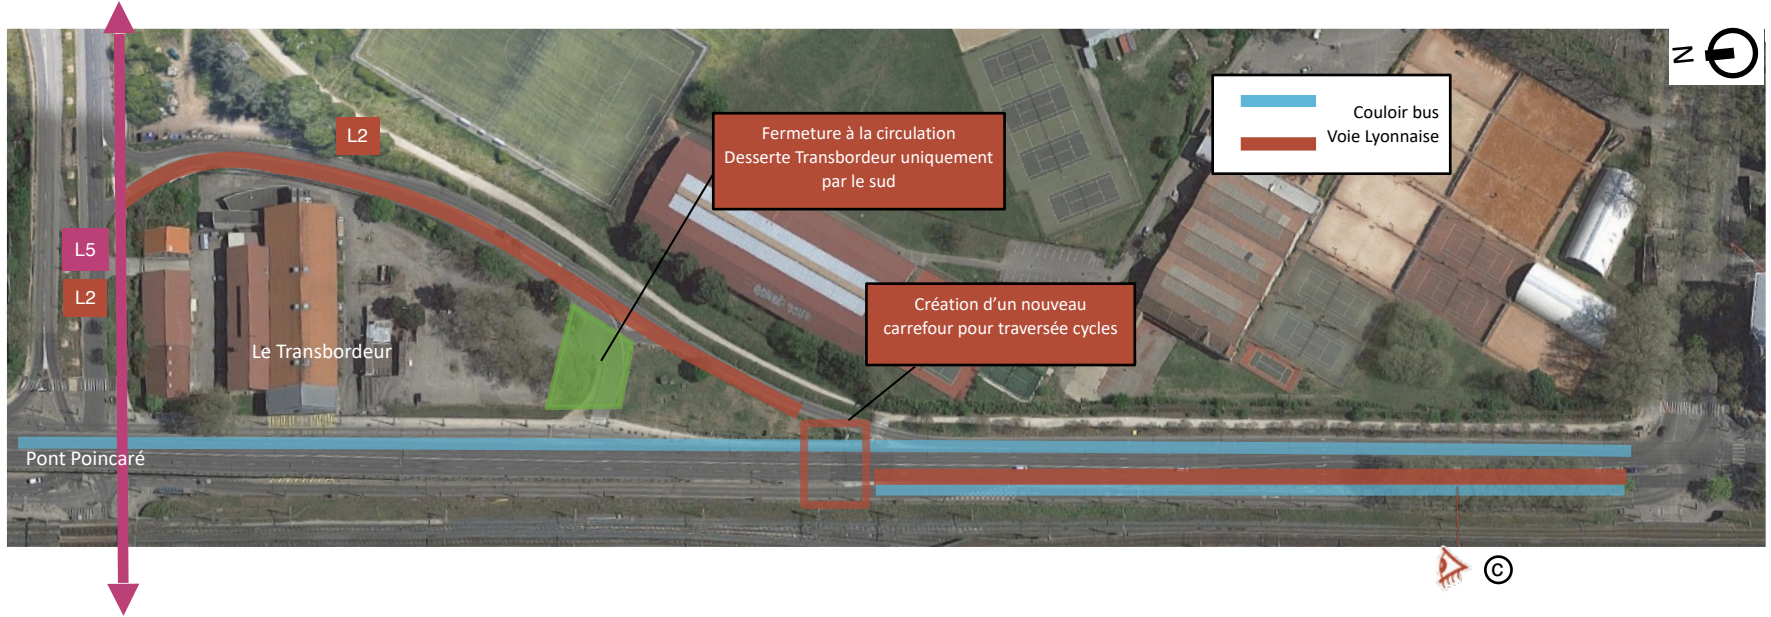 N
Couloir bus
Voie Lyonnaise
L2
Fermeture à la circulation
Desserte Transbordeur uniquement
par le sud
L5
L2
Création d’un nouveau
carrefour pour traversée cycles
Le Transbordeur
Pont Poincaré
C